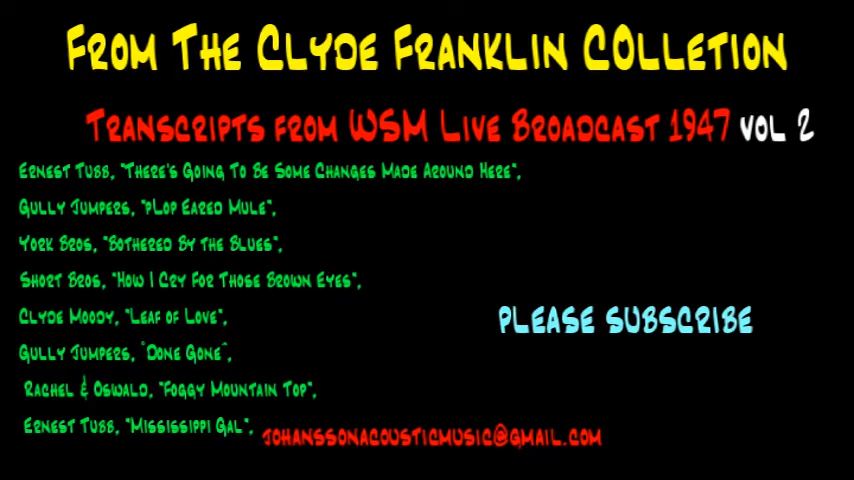 From The Clyde Franklin COlletion
Transcripts from WSM Live Broadcast 1947 vol 2
Ernest Tubb, "There's Going To Be Some Changes Made Around Here",
Gully Jumpers, "pLop Eared Mule",
York Bros, "Bothered By the Blues",
Short Bros, "How I Cry For Those Brown Eyes",
Clyde Moody, "Leaf of Love",
PLEASE SUBSCRIBE
Gully Jumpers, "Done Gone",
Rachel & Oswald, "Foggy Mountain Top",
Ernest Tubb, "Mississippi Gal",
johanssonacousticmusic@gmail.com